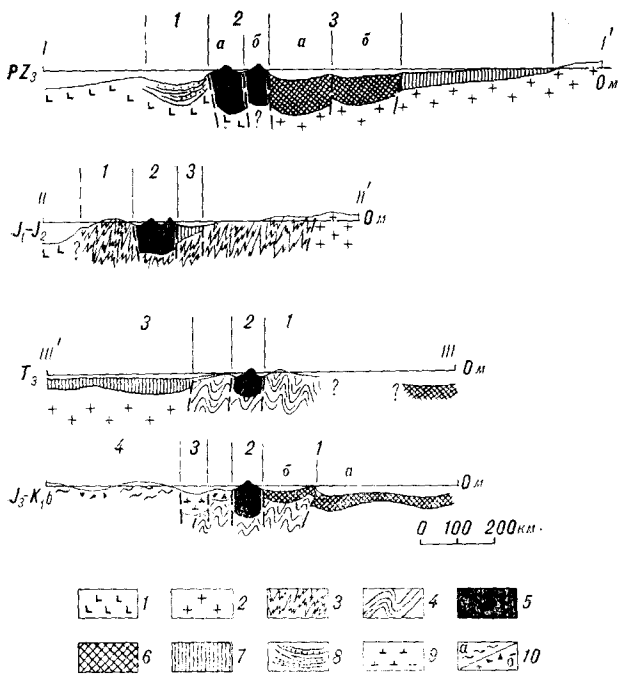 1 2 3
а б а б
I I'
PZ₃ 0 м
? ?
1 2 3
II II'
J₁-J₂ 0 м
?
3 2 1
III' III
T₃ 0 м
? ?
4 3 2 1
б а
J₃-K₁b 0 м
0 100 200 км.
1 2 3 4 5
6 7 8 9 а б 10